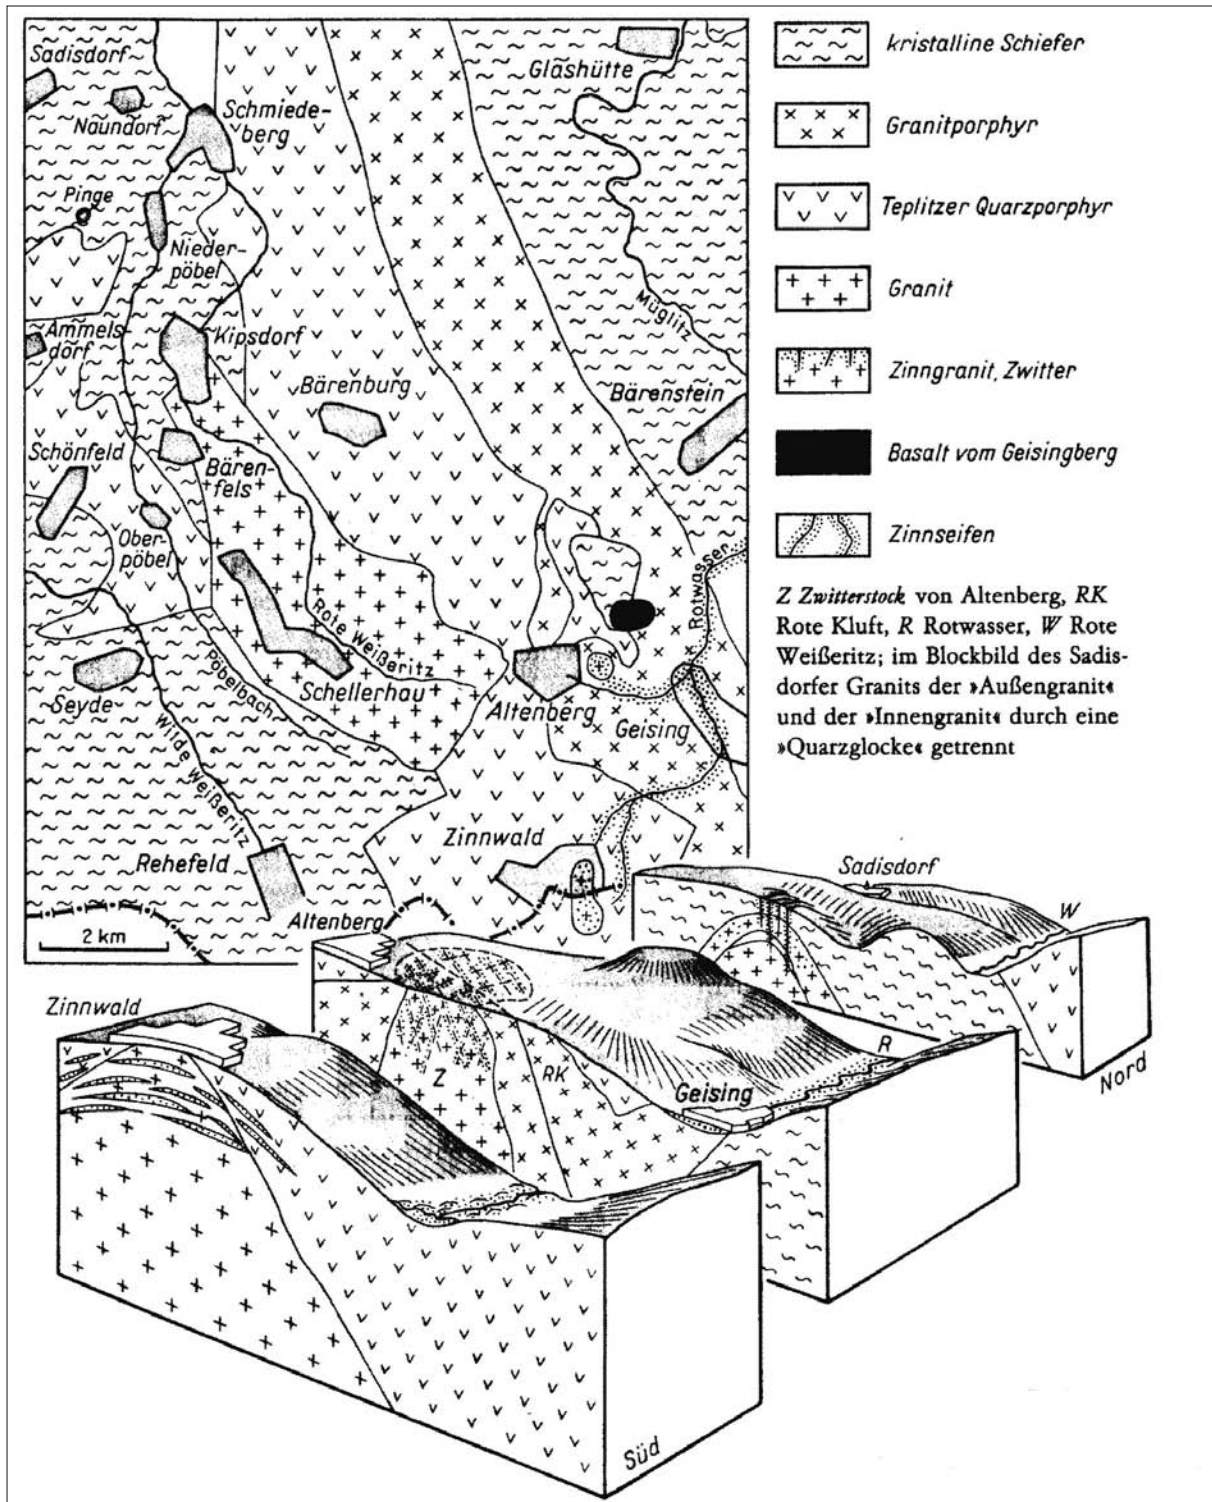 Sadisdorf
Naundorf
Schmiede-
berg
Glashütte
Pinge
Nieder-
pöbel
Müglitz
Ammels-
dorf
Kipsdorf
Bärenburg
Bärenstein
Schönfeld
Bären-
fels
Ober-
pöbel
Rotwasser
Rote Weißeritz
Seyde
Pöbelbach
Schellerhau
Altenberg
Geising
Wilde Weißeritz
Zinnwald
Rehefeld
2 km
kristalline Schiefer
Granitporphyr
Teplitzer Quarzporphyr
Granit
Zinngranit, Zwitter
Basalt vom Geisingberg
Zinnseifen
Z Zwitterstock von Altenberg, RK
Rote Kluft, R Rotwasser, W Rote
Weißeritz; im Blockbild des Sadis-
dorfer Granits der »Außengranit«
und der »Innengranit« durch eine
»Quarzglocke« getrennt
Sadisdorf
W
Nord
Altenberg
Z
RK
R
Geising
Zinnwald
Süd